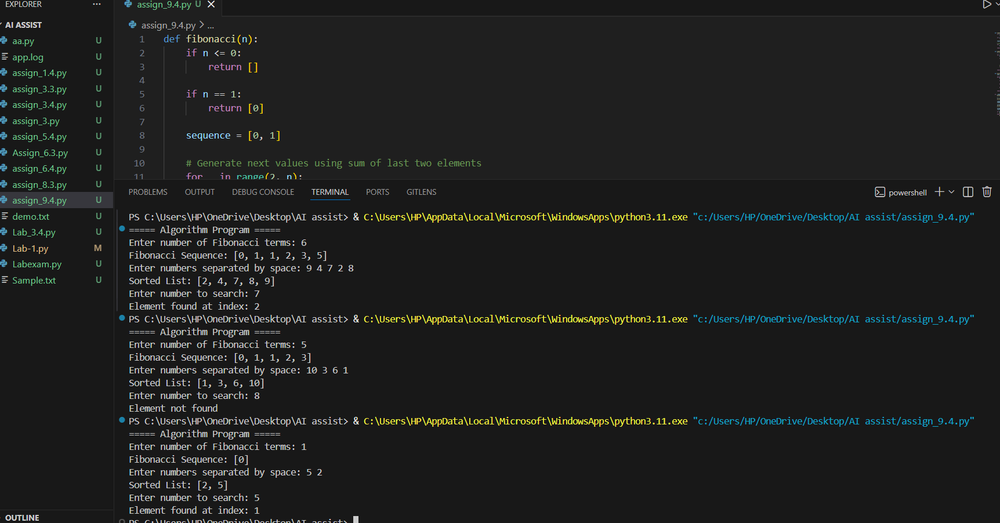 EXPLORER ...
AI ASSIST
aa.py U
app.log U
assign_1.4.py U
assign_3.3.py U
assign_3.4.py U
assign_3.py U
assign_5.4.py U
Assign_6.3.py U
assign_6.4.py U
assign_8.3.py U
assign_9.4.py U
demo.txt U
Lab_3.4.py U
Lab-1.py M
Labexam.py U
Sample.txt U
OUTLINE
assign_9.4.py U
assign_9.4.py > ...
1 def fibonacci(n):
2 if n <= 0:
3 return []
4
5 if n == 1:
6 return [0]
7
8 sequence = [0, 1]
9
10 # Generate next values using sum of last two elements
11 for _ in range(2, n):
PROBLEMS OUTPUT DEBUG CONSOLE TERMINAL PORTS GITLENS powershell
PS C:\Users\HP\OneDrive\Desktop\AI assist> & C:\Users\HP\AppData\Local\Microsoft\WindowsApps\python3.11.exe "c:/Users/HP/OneDrive/Desktop/AI assist/assign_9.4.py"
===== Algorithm Program =====
Enter number of Fibonacci terms: 6
Fibonacci Sequence: [0, 1, 1, 2, 3, 5]
Enter numbers separated by space: 9 4 7 2 8
Sorted List: [2, 4, 7, 8, 9]
Enter number to search: 7
Element found at index: 2
PS C:\Users\HP\OneDrive\Desktop\AI assist> & C:\Users\HP\AppData\Local\Microsoft\WindowsApps\python3.11.exe "c:/Users/HP/OneDrive/Desktop/AI assist/assign_9.4.py"
===== Algorithm Program =====
Enter number of Fibonacci terms: 5
Fibonacci Sequence: [0, 1, 1, 2, 3]
Enter numbers separated by space: 10 3 6 1
Sorted List: [1, 3, 6, 10]
Enter number to search: 8
Element not found
PS C:\Users\HP\OneDrive\Desktop\AI assist> & C:\Users\HP\AppData\Local\Microsoft\WindowsApps\python3.11.exe "c:/Users/HP/OneDrive/Desktop/AI assist/assign_9.4.py"
===== Algorithm Program =====
Enter number of Fibonacci terms: 1
Fibonacci Sequence: [0]
Enter numbers separated by space: 5 2
Sorted List: [2, 5]
Enter number to search: 5
Element found at index: 1
PS C:\Users\HP\OneDrive\Desktop\AI assist>